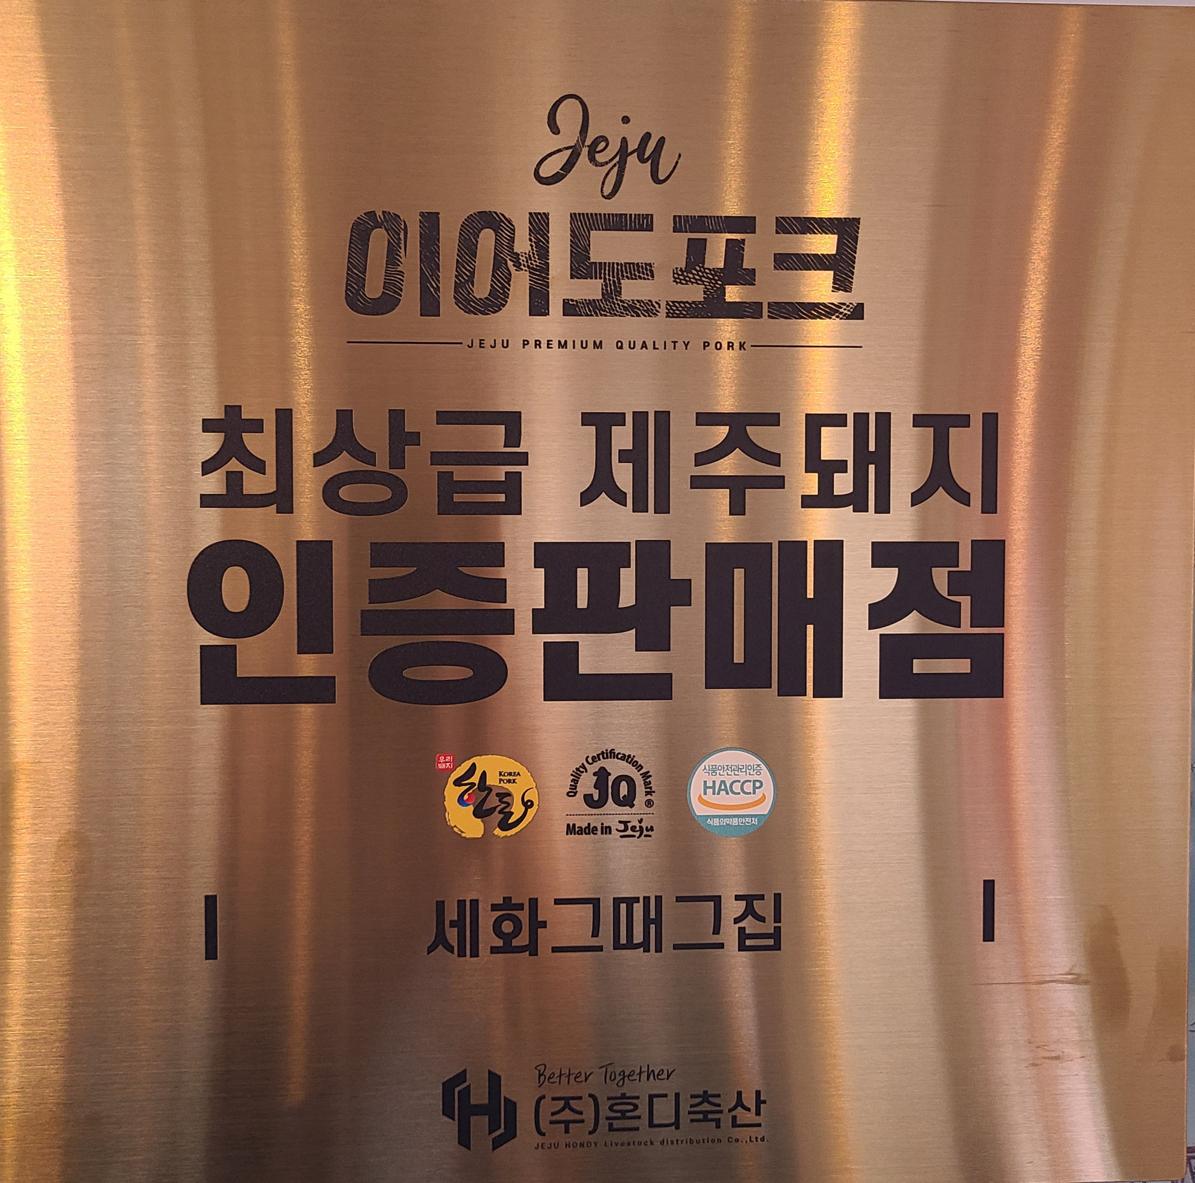 Jeju
이어도포크
JEJU PREMIUM QUALITY PORK
최상급 제주돼지
인증판매점
우리돼지
한돈
KOREA PORK
Quality Certification Mark
JQ ®
Made in Jeju
식품안전관리인증
HACCP
식품의약품안전처
세화그때그집
Better Together
(주)혼디축산
JEJU HONDY Livestock distribution Co.,Ltd.